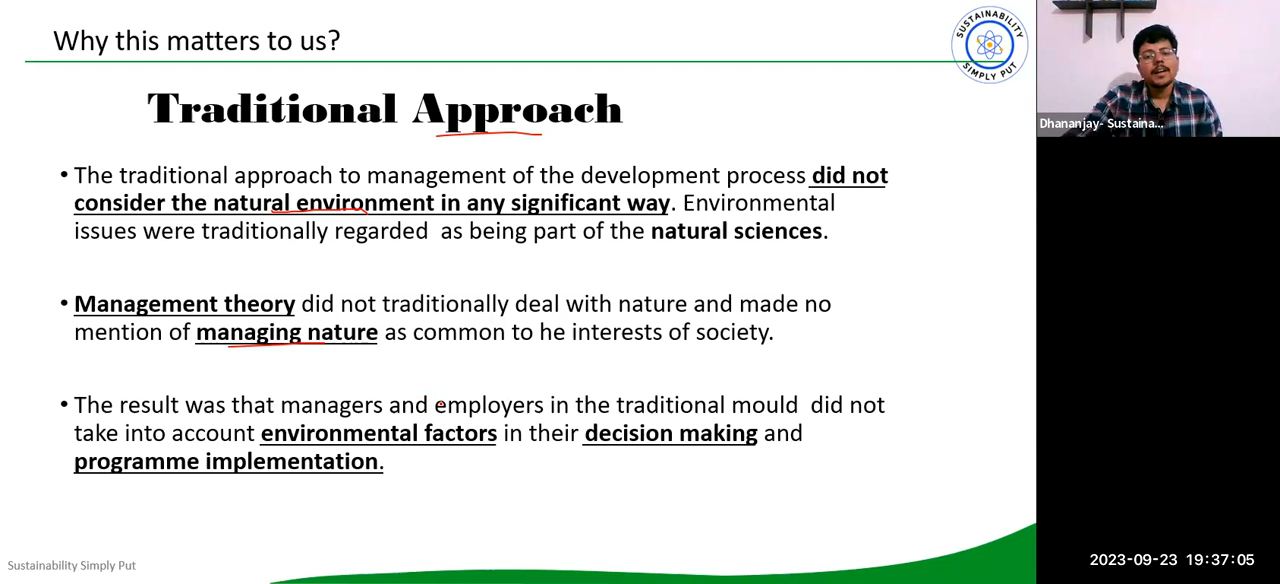 Why this matters to us?
SUSTAINABILITY
SIMPLY PUT
Traditional Approach
• The traditional approach to management of the development process did not
consider the natural environment in any significant way. Environmental
issues were traditionally regarded  as being part of the natural sciences.
• Management theory did not traditionally deal with nature and made no
mention of managing nature as common to he interests of society.
• The result was that managers and employers in the traditional mould  did not
take into account environmental factors in their decision making and
programme implementation.
Sustainability Simply Put
Dhananjay- Sustaina...
2023-09-23 19:37:05